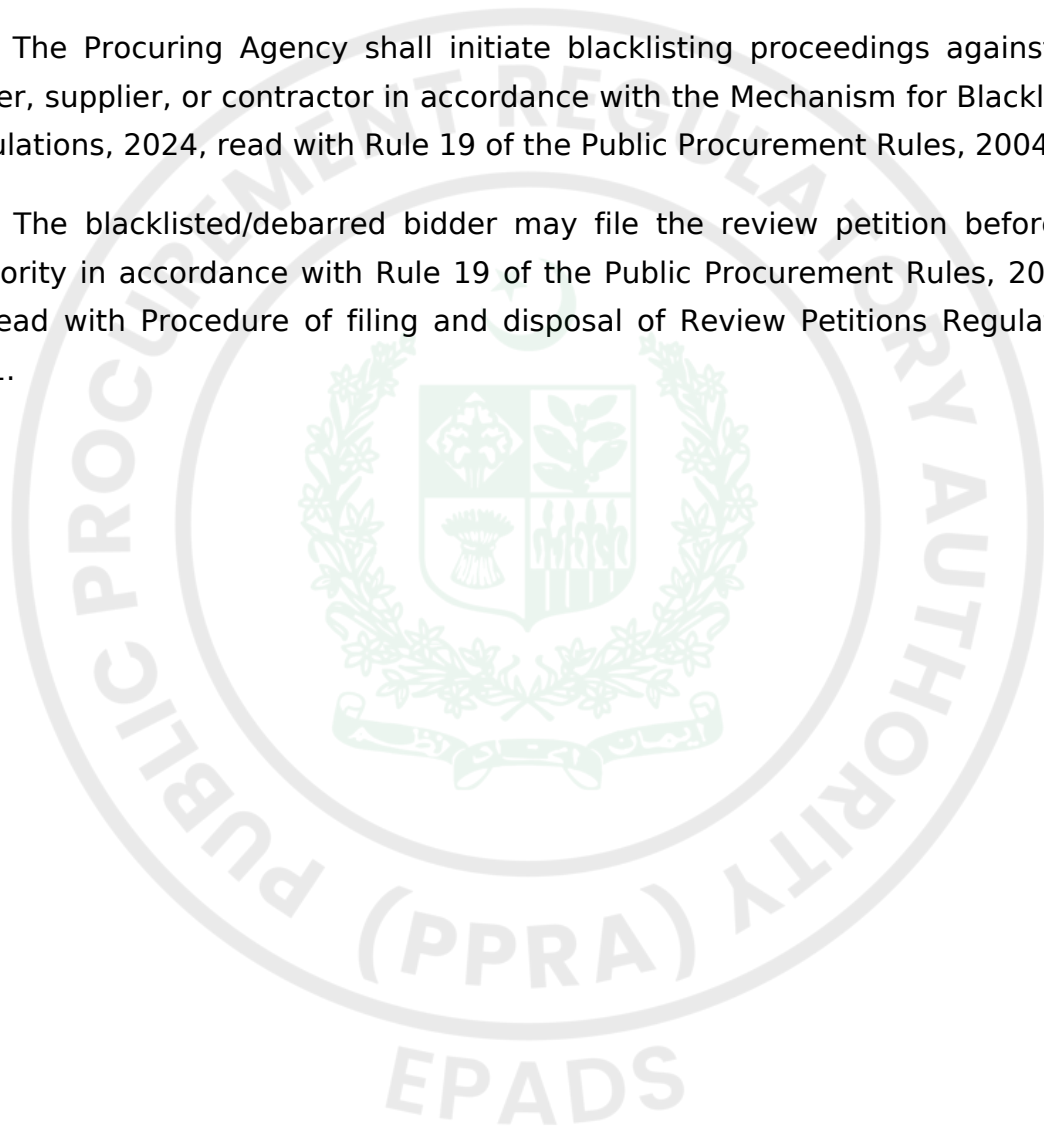 The Procuring Agency shall initiate blacklisting proceedings against
er, supplier, or contractor in accordance with the Mechanism for Blackl
ulations, 2024, read with Rule 19 of the Public Procurement Rules, 2004
The blacklisted/debarred bidder may file the review petition before
ority in accordance with Rule 19 of the Public Procurement Rules, 20
ead with Procedure of filing and disposal of Review Petitions Regula
.
PUBLIC PROCUREMENT REGULATORY AUTHORITY
(PPRA)
EPADS